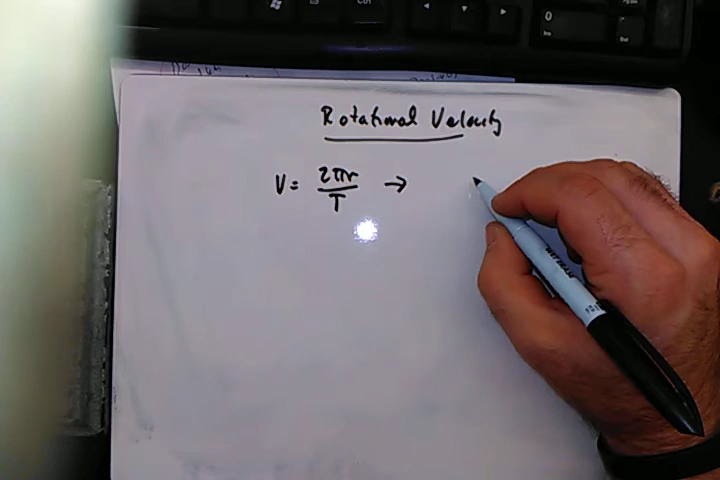 Rotational Velocity
V = 2πr/T →